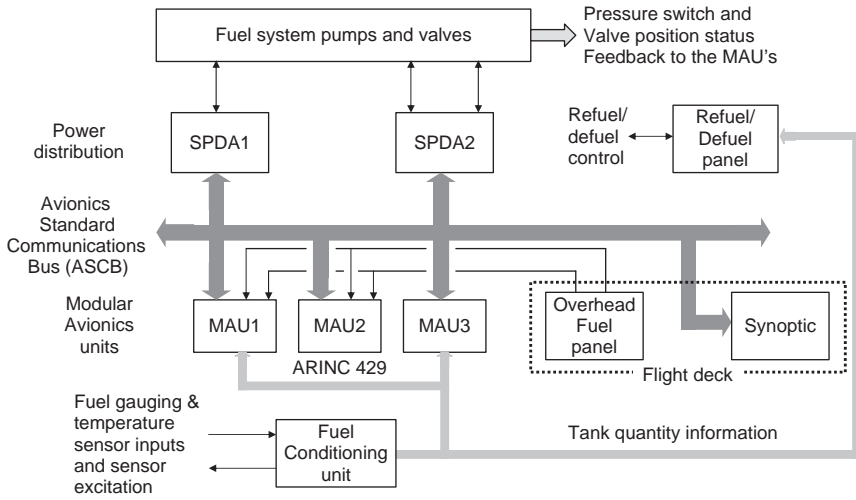 Fuel system pumps and valves
Pressure switch and
Valve position status
Feedback to the MAU's
Power
distribution
SPDA1
SPDA2
Refuel/
defuel
control
Refuel/
Defuel
panel
Avionics
Standard
Communications
Bus (ASCB)
Modular
Avionics
units
MAU1
MAU2
MAU3
Overhead
Fuel
panel
Synoptic
ARINC 429
Flight deck
Fuel gauging &
temperature
sensor inputs
and sensor
excitation
Fuel
Conditioning
unit
Tank quantity information